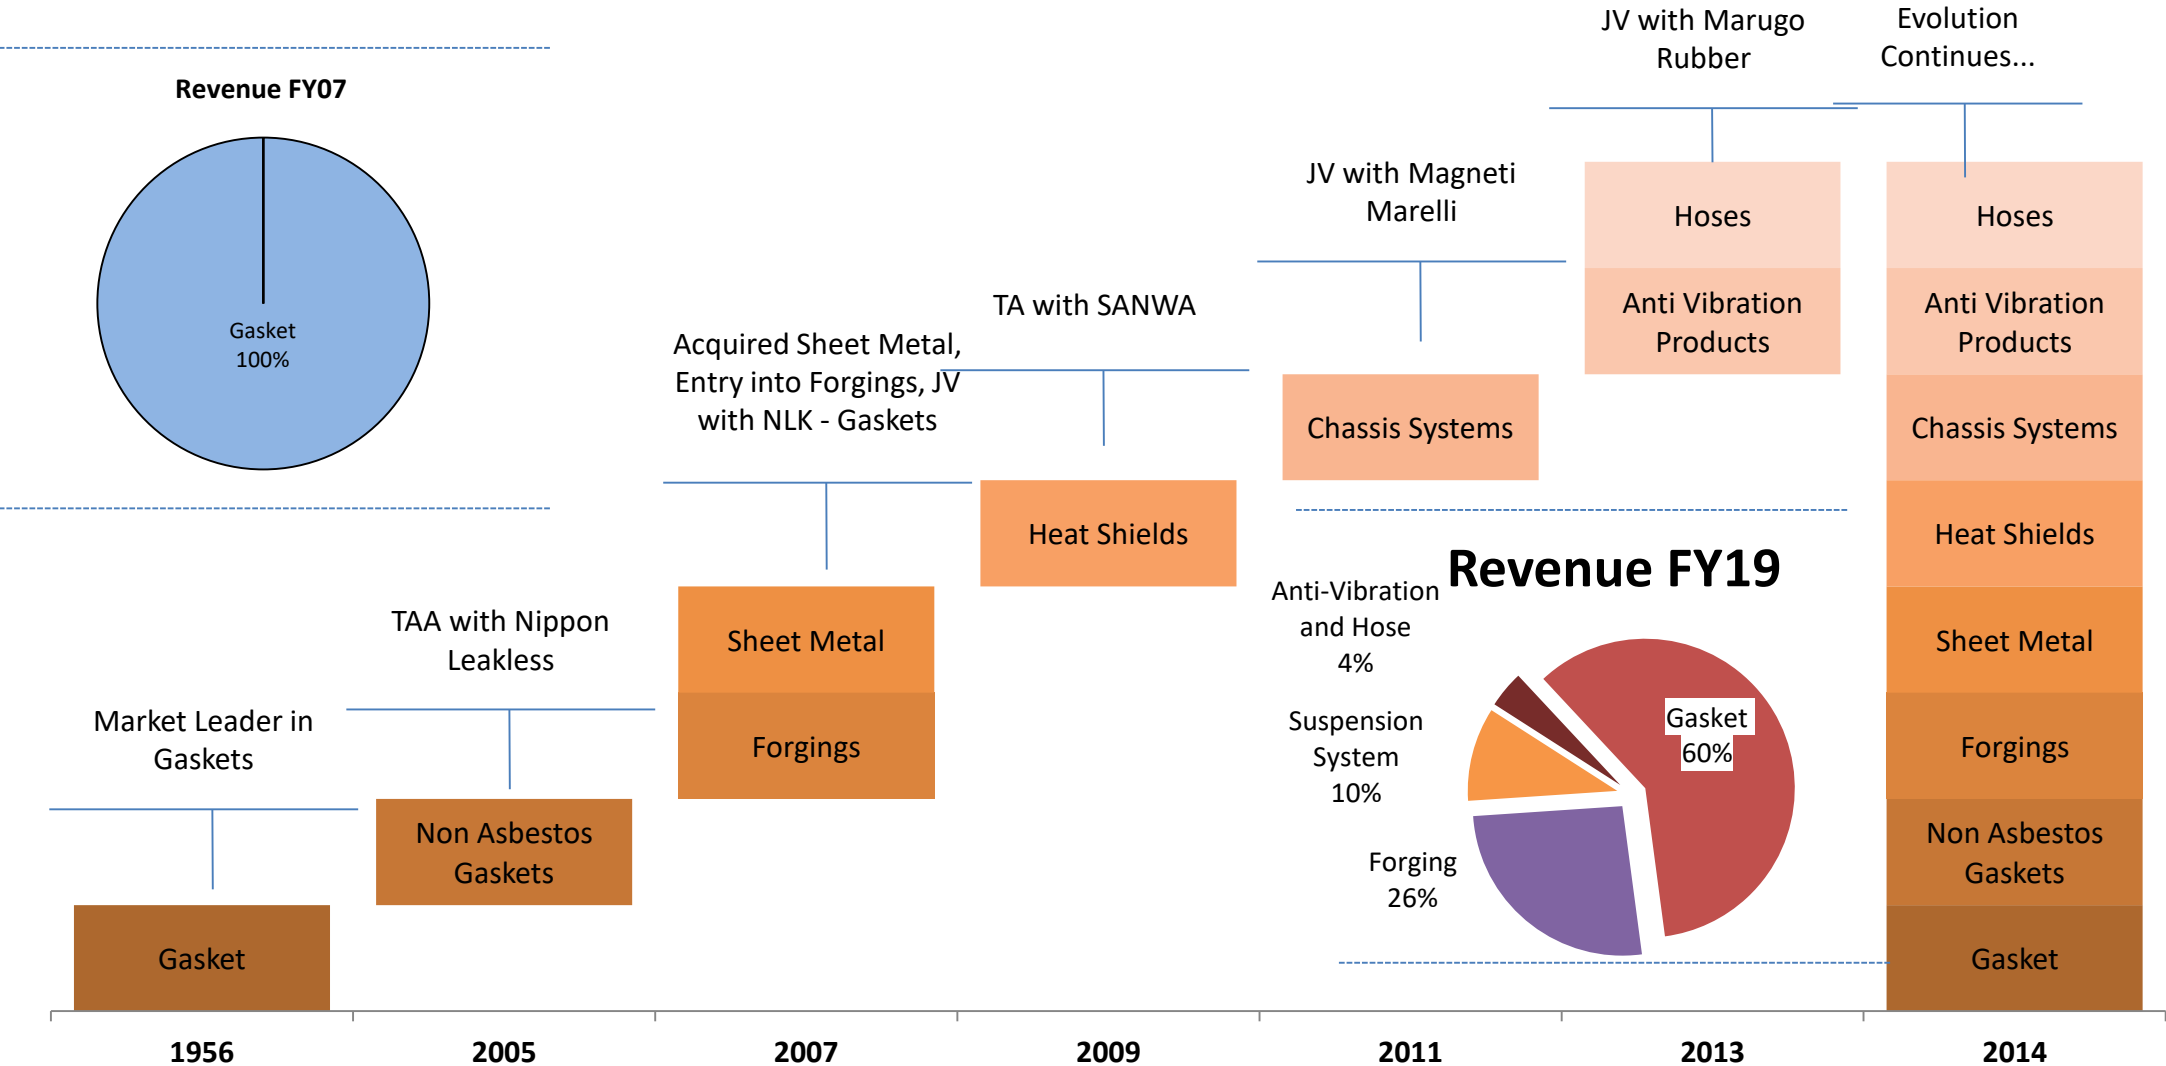 Revenue FY07
Gasket
100%
Market Leader in
Gaskets
Gasket
TAA with Nippon
Leakless
Non Asbestos
Gaskets
Acquired Sheet Metal,
Entry into Forgings, JV
with NLK - Gaskets
Sheet Metal
Forgings
TA with SANWA
Heat Shields
JV with Magneti
Marelli
Chassis Systems
JV with Marugo
Rubber
Hoses
Anti Vibration
Products
Evolution
Continues...
Hoses
Anti Vibration
Products
Chassis Systems
Heat Shields
Sheet Metal
Forgings
Non Asbestos
Gaskets
Gasket
Revenue FY19
Anti-Vibration
and Hose
4%
Suspension
System
10%
Forging
26%
Gasket
60%
1956
2005
2007
2009
2011
2013
2014